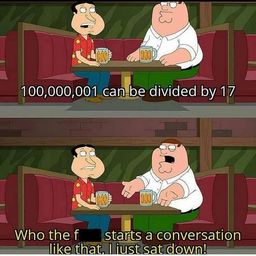 100,000,001 can be divided by 17
Who the f starts a conversation
like that, I just sat down!